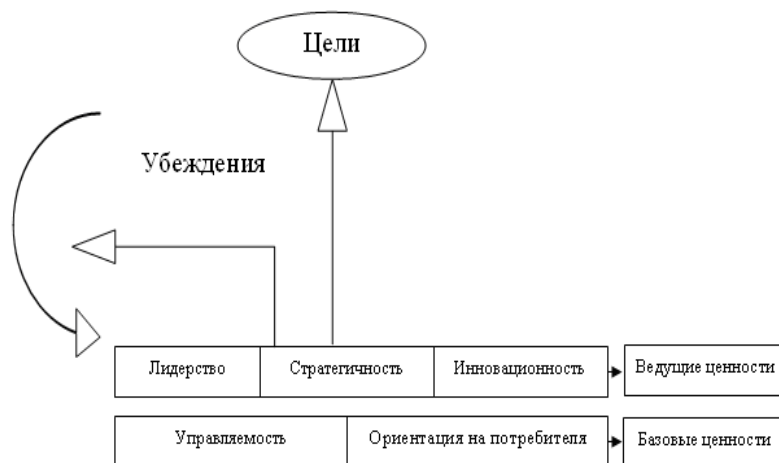 Цели
Убеждения
Лидерство Стратегичность Инновационность Ведущие ценности
Управляемость Ориентация на потребителя Базовые ценности